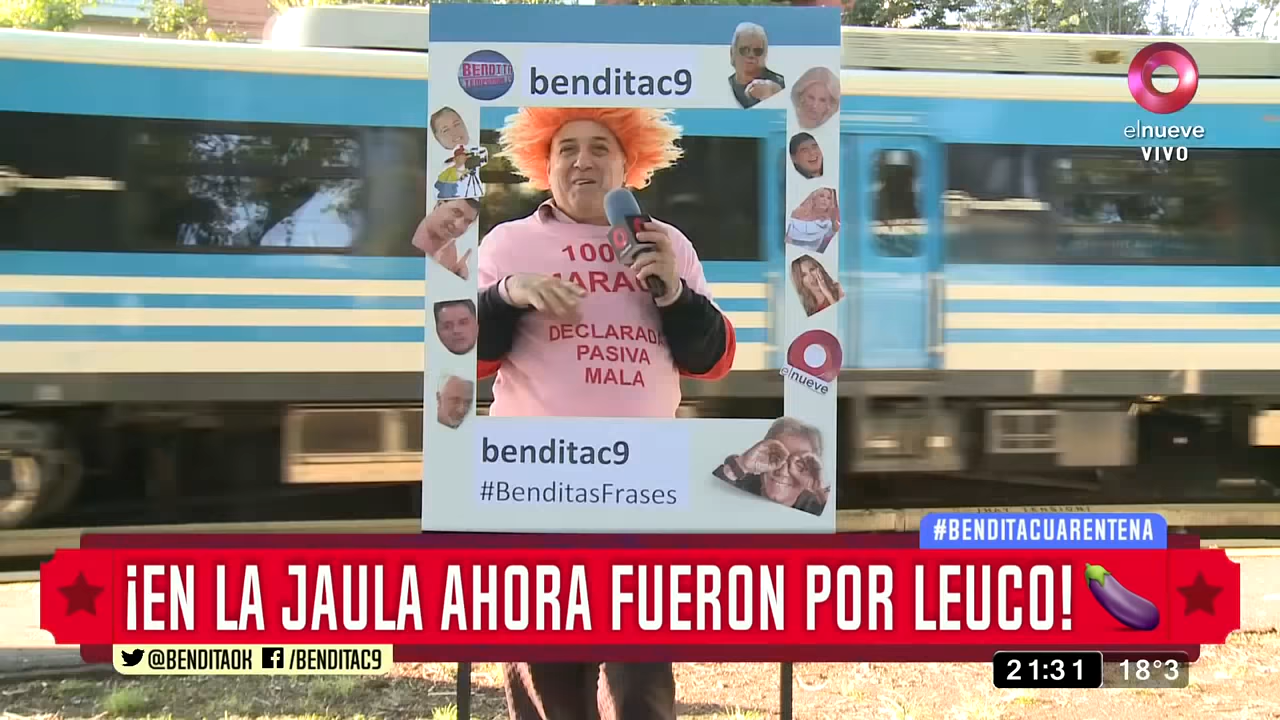 BENDITA
benditac9
elnueve
VIVO
100%
DECLARADA
PASIVA
MALA
elnueve
benditac9
#BenditasFrases
#BENDITACUARENTENA
¡EN LA JAULA AHORA FUERON POR LEUCO!
@BENDITAOK /BENDITAC9
21:31 18°3